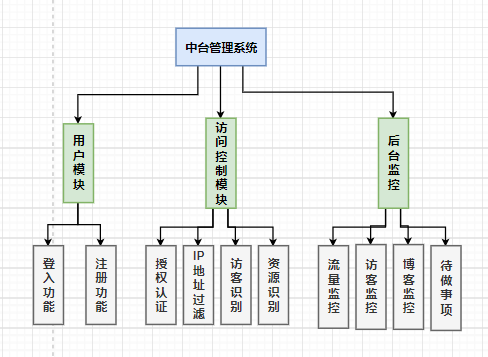 中台管理系统
用户模块
访问控制模块
后台监控
登入功能
注册功能
授权认证
IP地址过滤
访客识别
资源识别
流量监控
访客监控
博客监控
待做事项